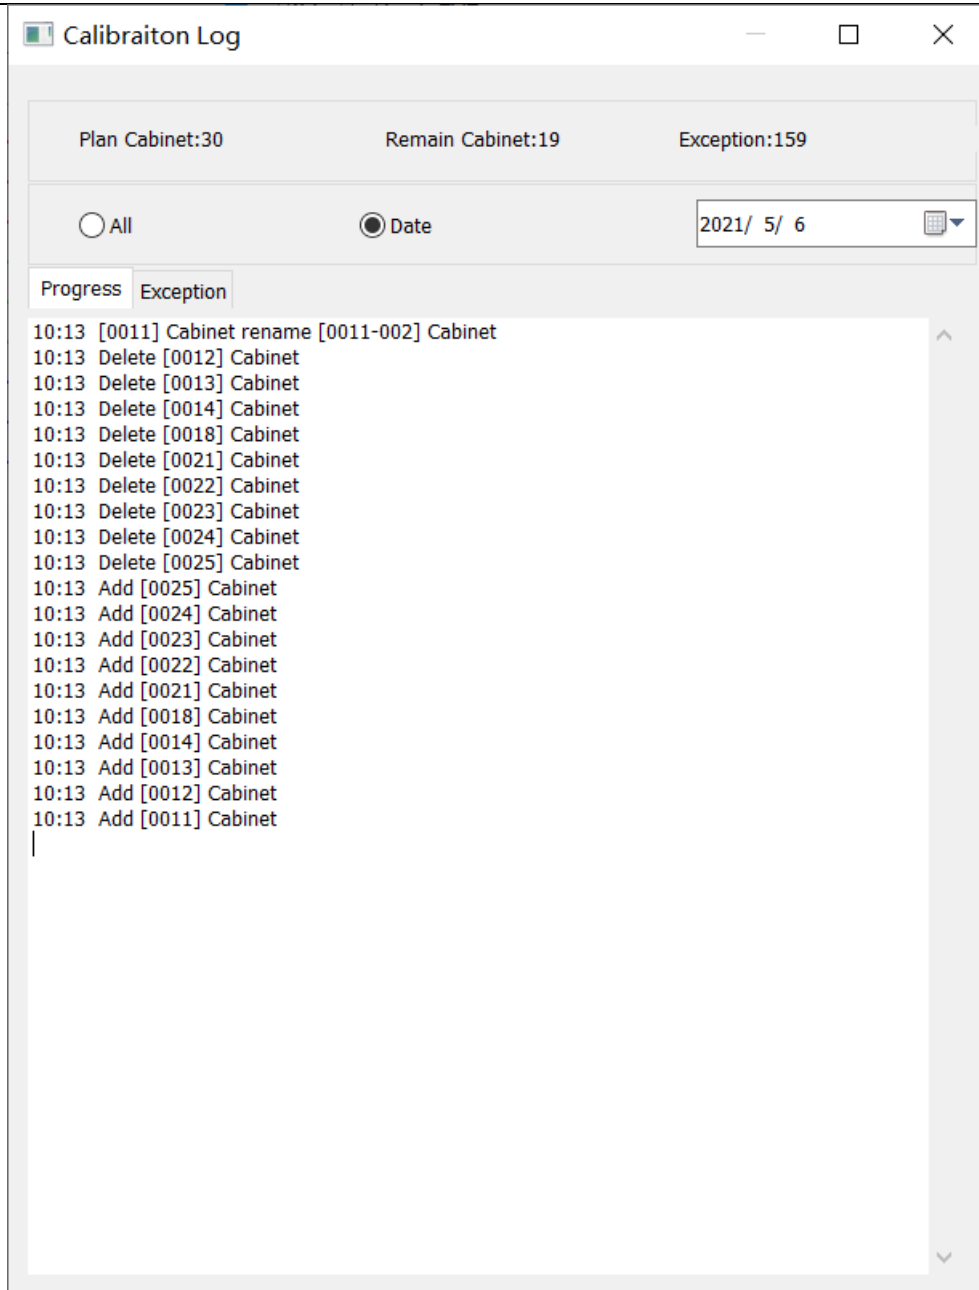 Calibraiton Log
Plan Cabinet:30 Remain Cabinet:19 Exception:159
All Date 2021/ 5/ 6
Progress Exception
10:13 [0011] Cabinet rename [0011-002] Cabinet
10:13 Delete [0012] Cabinet
10:13 Delete [0013] Cabinet
10:13 Delete [0014] Cabinet
10:13 Delete [0018] Cabinet
10:13 Delete [0021] Cabinet
10:13 Delete [0022] Cabinet
10:13 Delete [0023] Cabinet
10:13 Delete [0024] Cabinet
10:13 Delete [0025] Cabinet
10:13 Add [0025] Cabinet
10:13 Add [0024] Cabinet
10:13 Add [0023] Cabinet
10:13 Add [0022] Cabinet
10:13 Add [0021] Cabinet
10:13 Add [0018] Cabinet
10:13 Add [0014] Cabinet
10:13 Add [0013] Cabinet
10:13 Add [0012] Cabinet
10:13 Add [0011] Cabinet